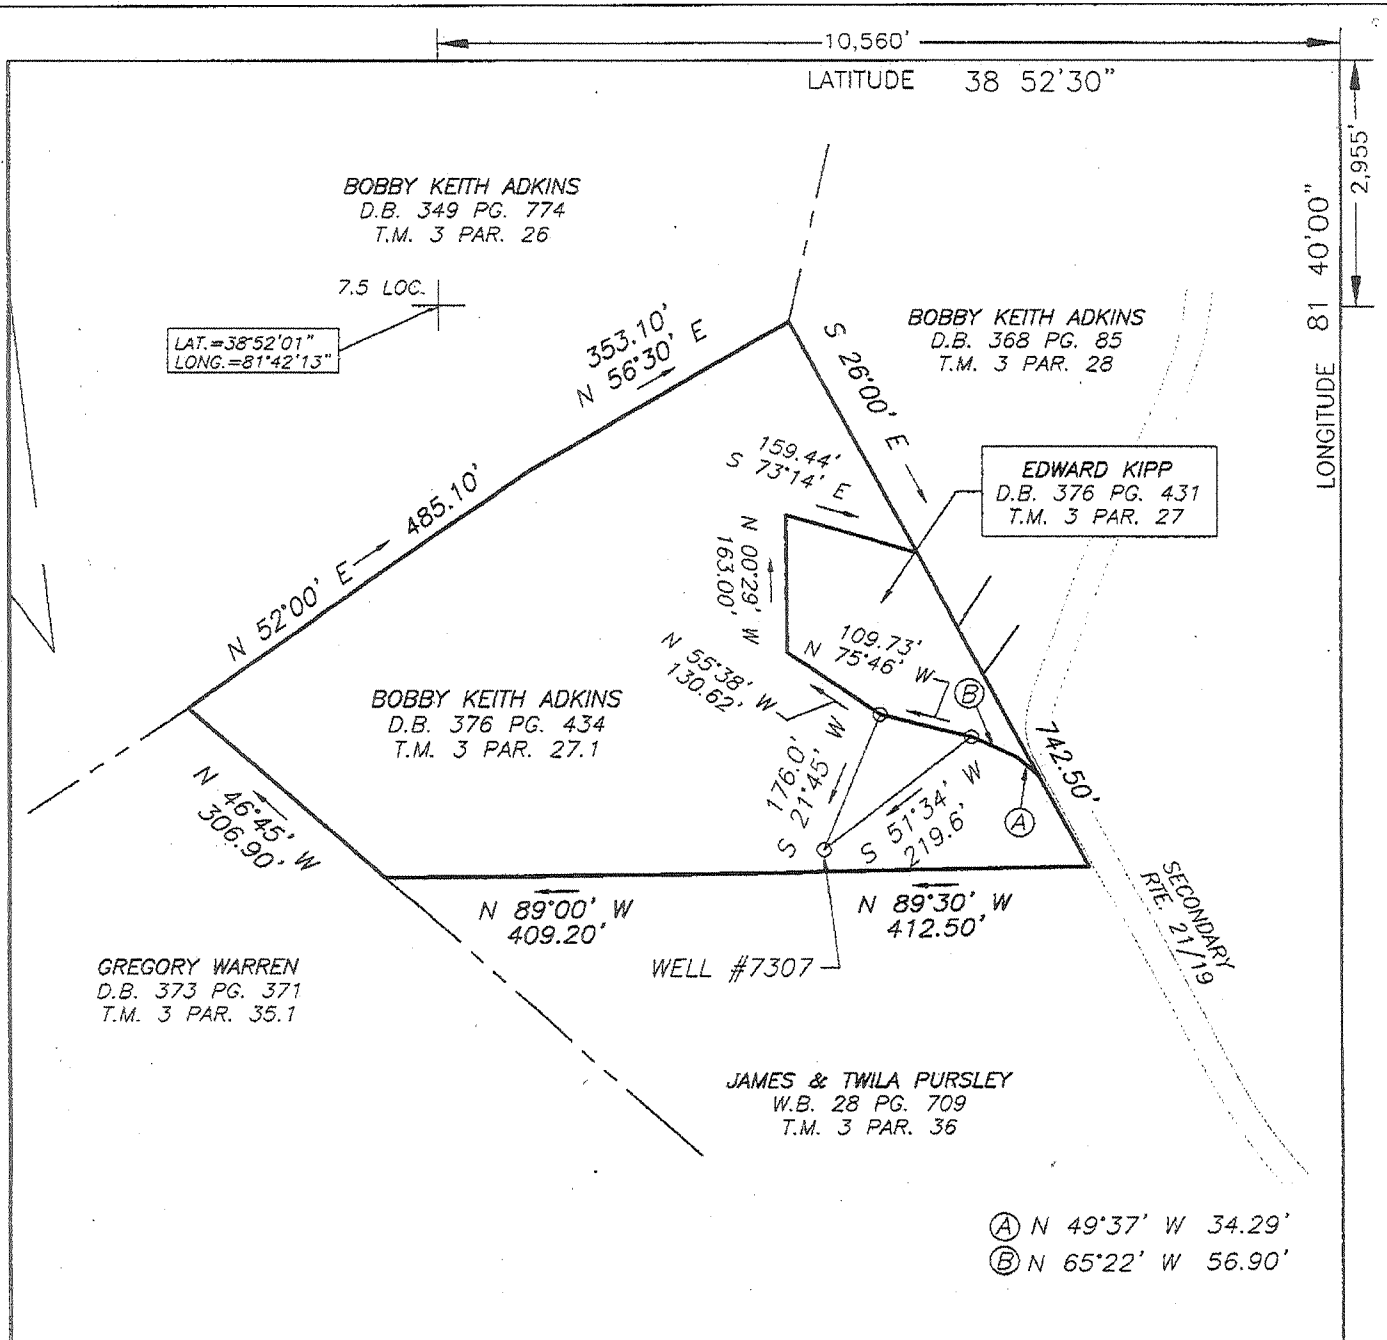 10,560'
LATITUDE 38 52'30"
2,955'
LONGITUDE 81 40'00"
BOBBY KEITH ADKINS
D.B. 349 PG. 774
T.M. 3 PAR. 26
7.5 LOC.
LAT.=38°52'01"
LONG.=81°42'13"
353.10'
N 56°30' E
S 26°00' E
BOBBY KEITH ADKINS
D.B. 368 PG. 85
T.M. 3 PAR. 28
159.44'
S 73°14' E
EDWARD KIPP
D.B. 376 PG. 431
T.M. 3 PAR. 27
N 52°00' E 485.10'
N 00°29' W
163.00'
109.73'
N 75°46' W
N 55°38' W
130.62'
B
BOBBY KEITH ADKINS
D.B. 376 PG. 434
T.M. 3 PAR. 27.1
742.50'
176.0'
S 21°45' W
S 51°34' W
219.6'
A
N 46°45' W
306.90'
N 89°00' W
409.20'
N 89°30' W
412.50'
SECONDARY
RTE. 21/19
WELL #7307
GREGORY WARREN
D.B. 373 PG. 371
T.M. 3 PAR. 35.1
JAMES & TWILA PURSLEY
W.B. 28 PG. 709
T.M. 3 PAR. 36
A N 49°37' W 34.29'
B N 65°22' W 56.90'